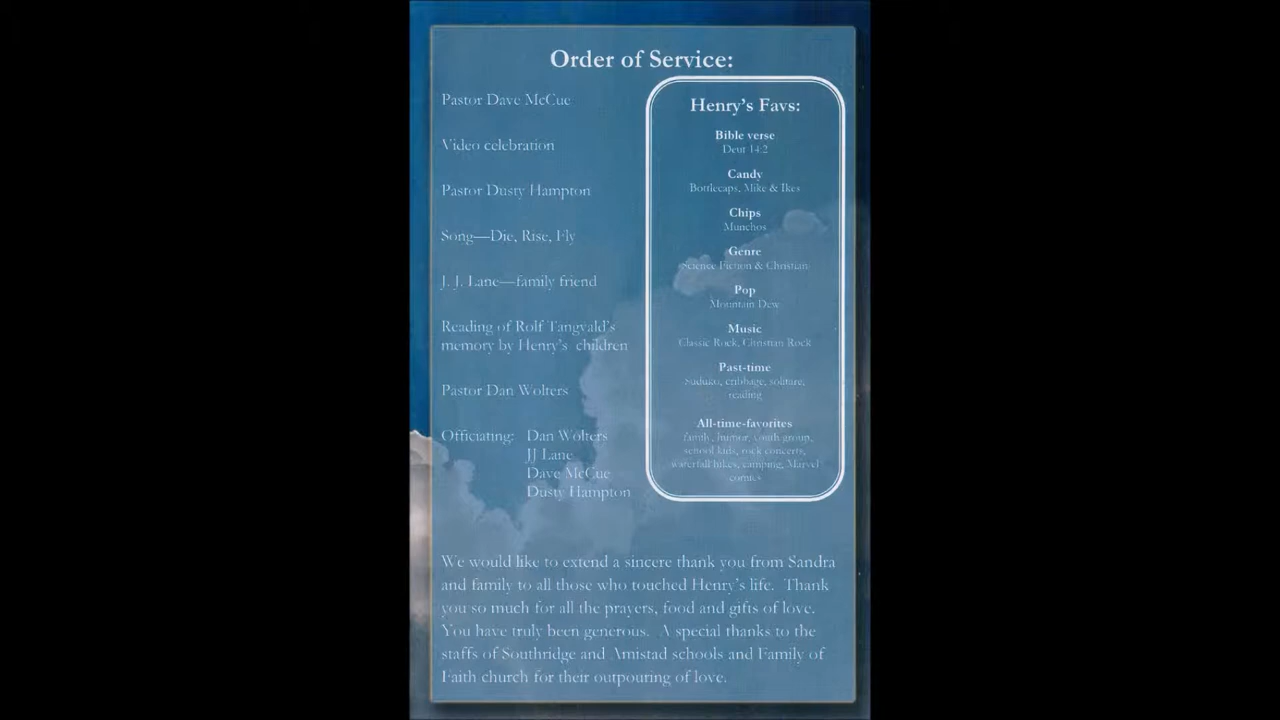 Order of Service:
Pastor Dave McCue
Video celebration
Pastor Dusty Hampton
Song—Die, Rise, Fly
J. J. Lane—family friend
Reading of Rolf Tangvald's
memory by Henry's children
Pastor Dan Wolters
Officiating: Dan Wolters
JJ Lane
Dave McCue
Dusty Hampton
Henry's Favs:
Bible verse
Deut 14:2
Candy
Bottlecaps, Mike & Ikes
Chips
Munchos
Genre
Science Fiction & Christian
Pop
Mountain Dew
Music
Classic Rock, Christian Rock
Past-time
Suduko, cribbage, solitare,
reading
All-time-favorites
family, humor, youth group,
school kids, rock concerts,
waterfall hikes, camping, Marvel
comics
We would like to extend a sincere thank you from Sandra
and family to all those who touched Henry's life. Thank
you so much for all the prayers, food and gifts of love.
You have truly been generous. A special thanks to the
staffs of Southridge and Amistad schools and Family of
Faith church for their outpouring of love.